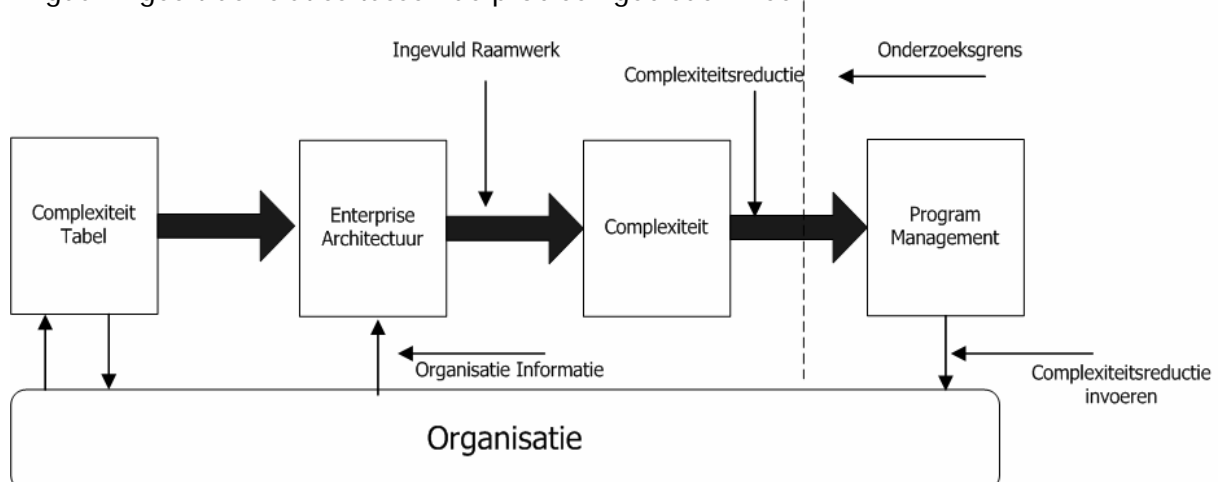 Ingevuld Raamwerk
Onderzoeksgrens
Complexiteitsreductie
Complexiteit
Tabel
Enterprise
Architectuur
Complexiteit
Program
Management
Organisatie Informatie
Complexiteitsreductie
invoeren
Organisatie